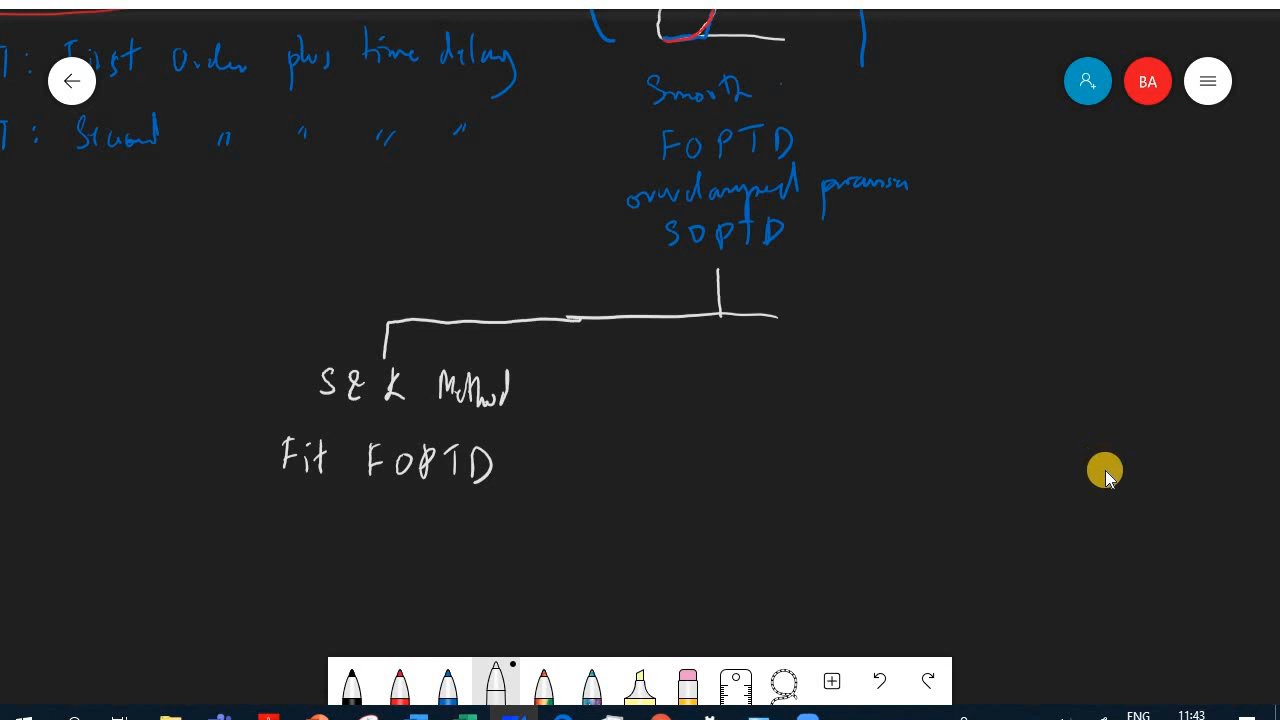 T : First Order plus time delay
T : Second " " " "
Smooth
FOPTD
overdamped process
SOPTD
S & K Method
Fit FOPTD
BA
ENG
11:43